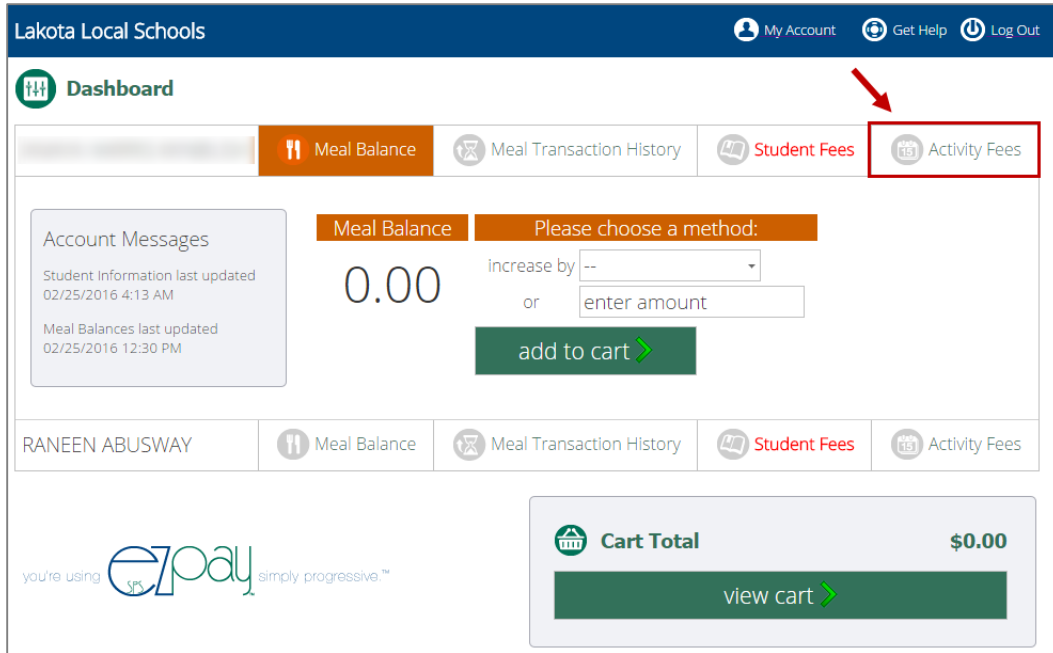 Lakota Local Schools My Account Get Help Log Out
Dashboard
Meal Balance Meal Transaction History Student Fees 15 Activity Fees
Account Messages
Student Information last updated
02/25/2016 4:13 AM
Meal Balances last updated
02/25/2016 12:30 PM
Meal Balance
0.00
Please choose a method:
increase by --
or enter amount
add to cart
RANEEN ABUSWAY Meal Balance Meal Transaction History Student Fees 15 Activity Fees
you're using SPS ezpay simply progressive.™
Cart Total $0.00
view cart